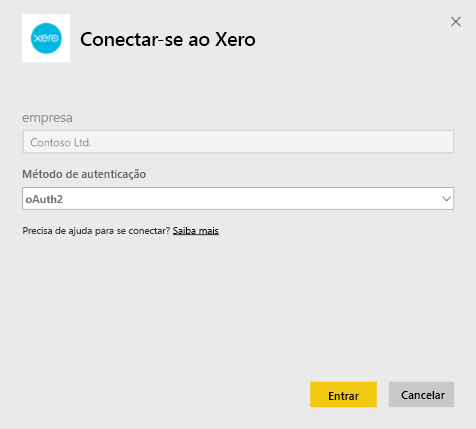 xero
Conectar-se ao Xero
empresa
Contoso Ltd.
Método de autenticação
oAuth2
Precisa de ajuda para se conectar? Saiba mais
Entrar
Cancelar